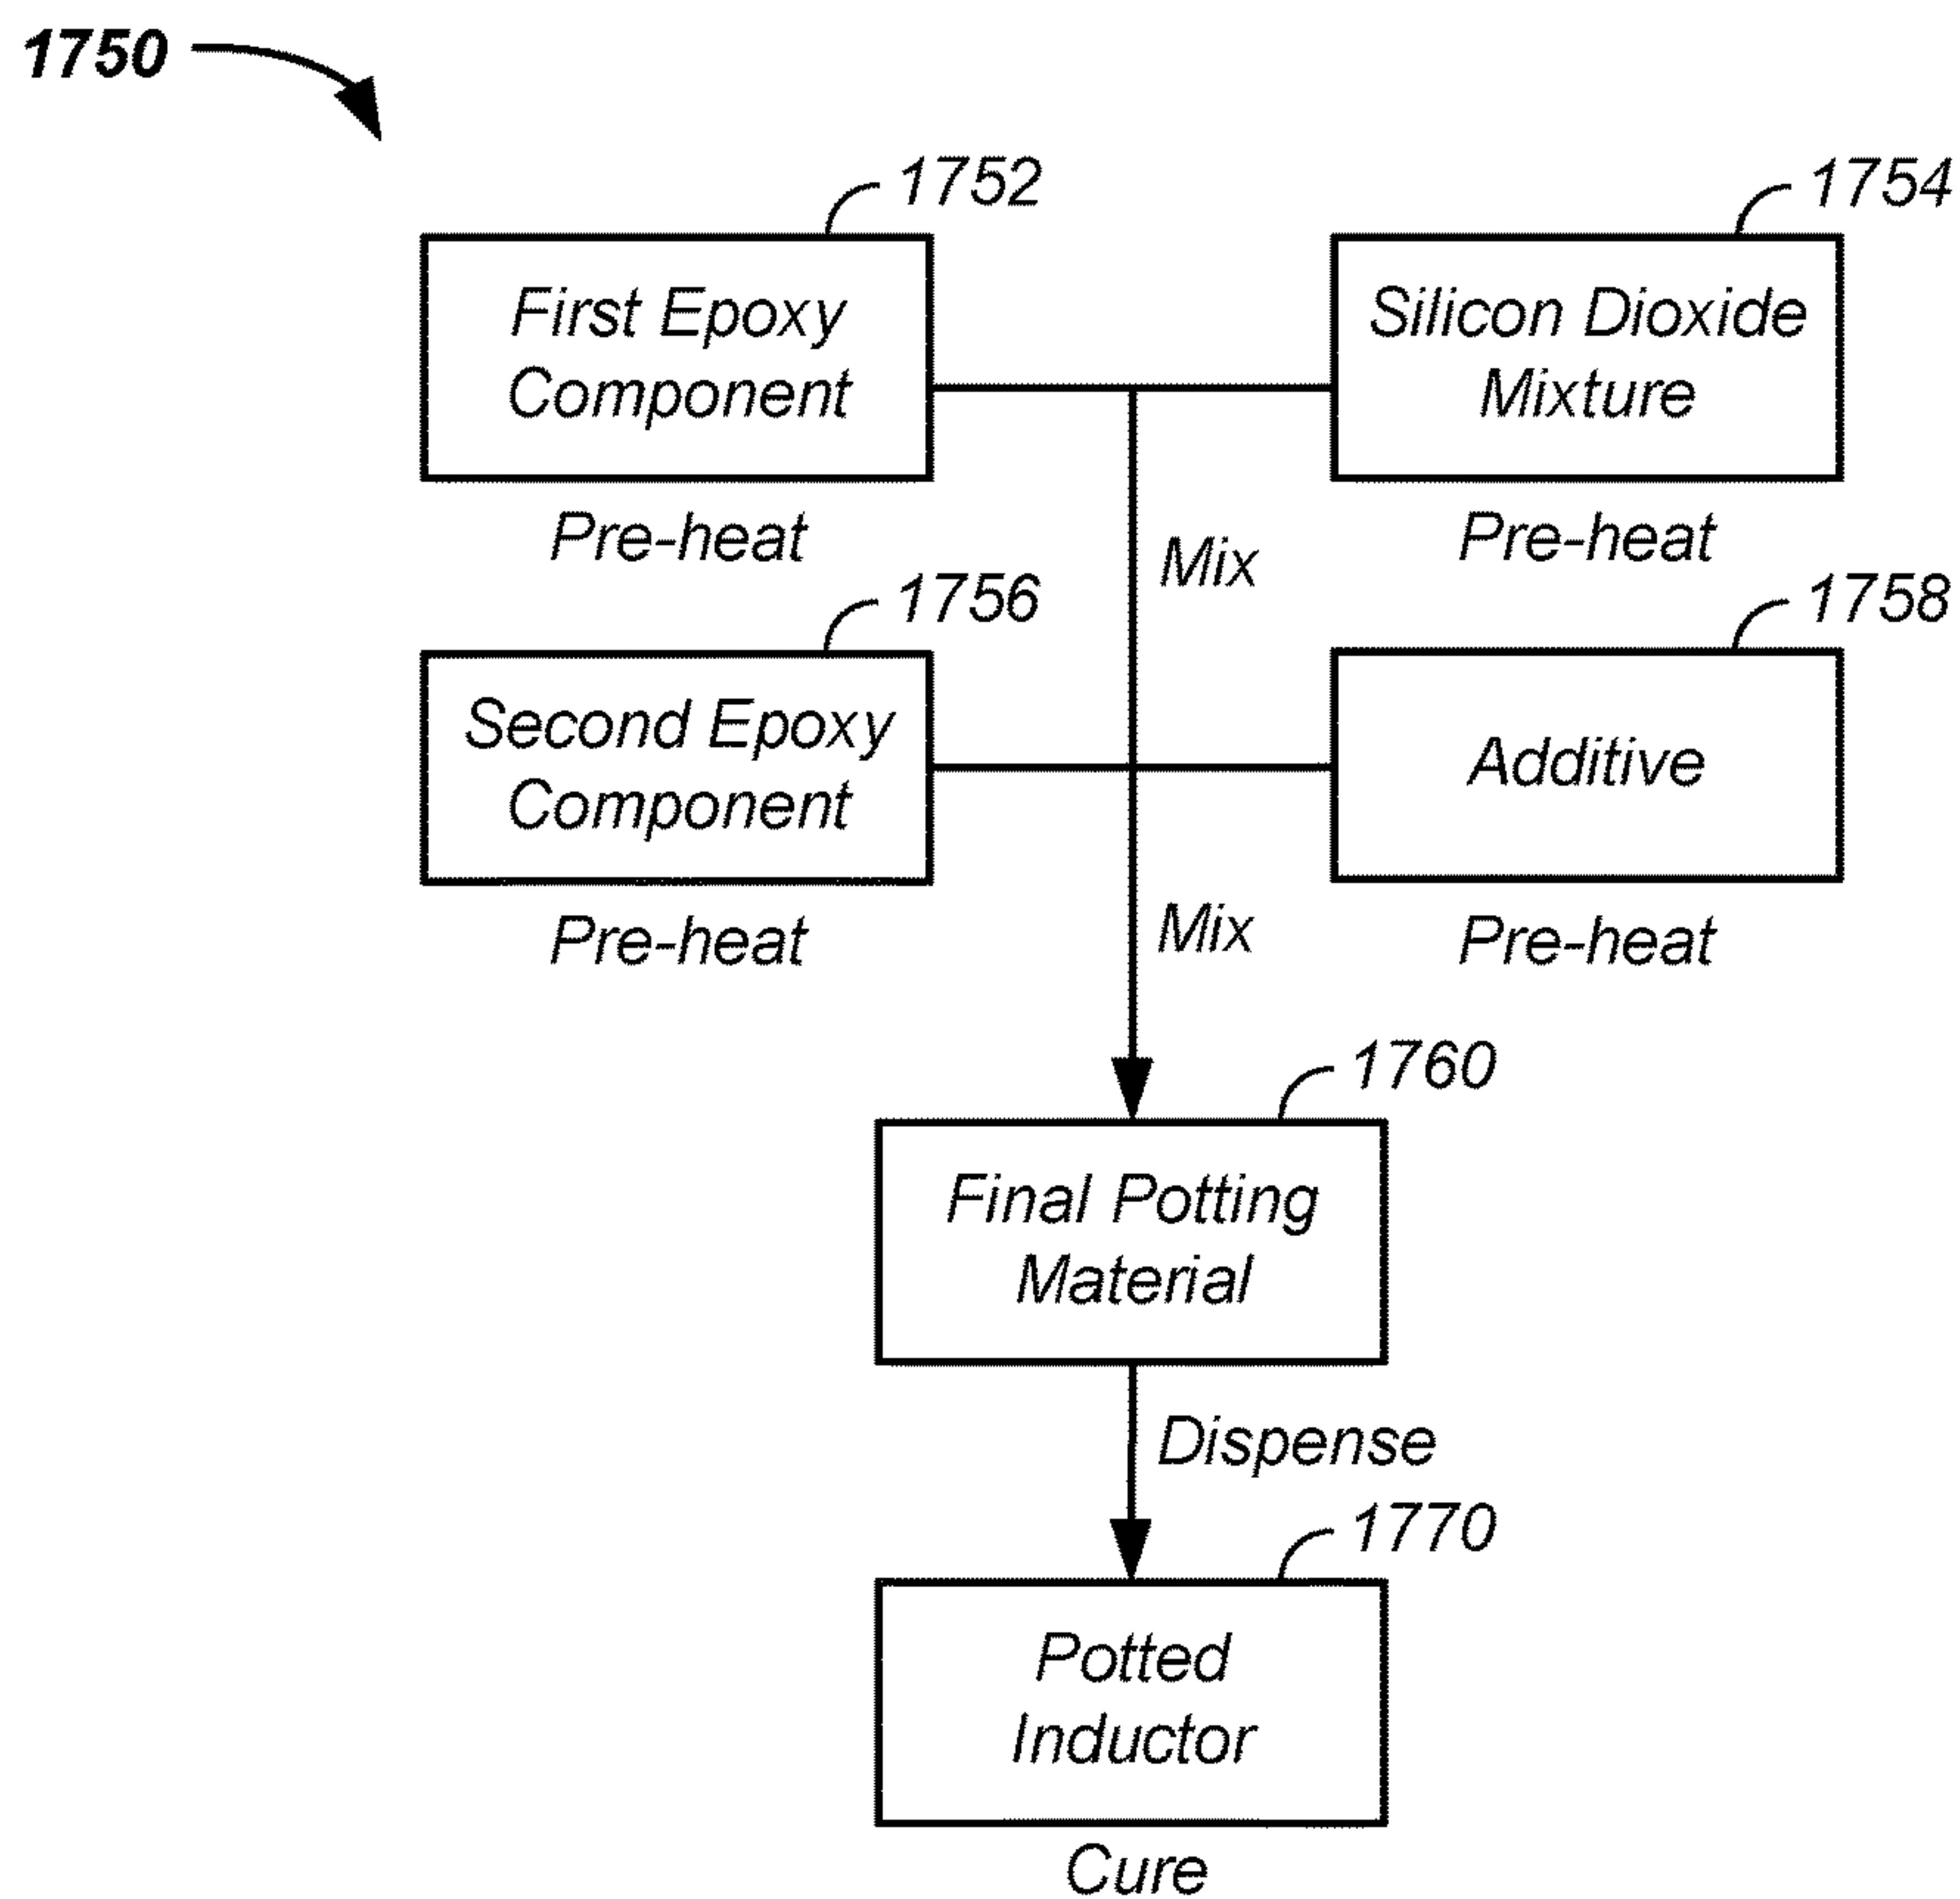 1750
1752
1754
First Epoxy
Component
Silicon Dioxide
Mixture
Pre-heat
Pre-heat
Mix
1756
1758
Second Epoxy
Component
Additive
Pre-heat
Mix
Pre-heat
1760
Final Potting
Material
Dispense
1770
Potted
Inductor
Cure